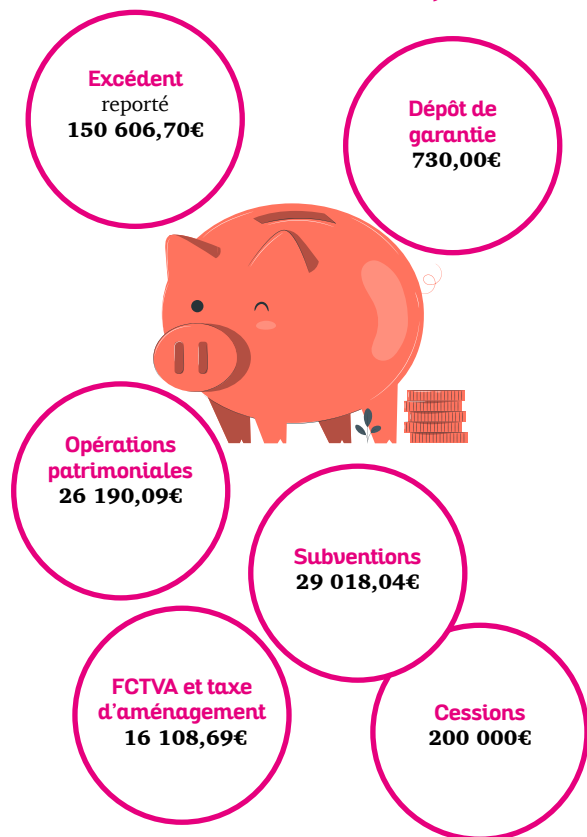 Excédent
reporté
150 606,70€
Dépôt de
garantie
730,00€
Opérations
patrimoniales
26 190,09€
Subventions
29 018,04€
FCTVA et taxe
d'aménagement
16 108,69€
Cessions
200 000€